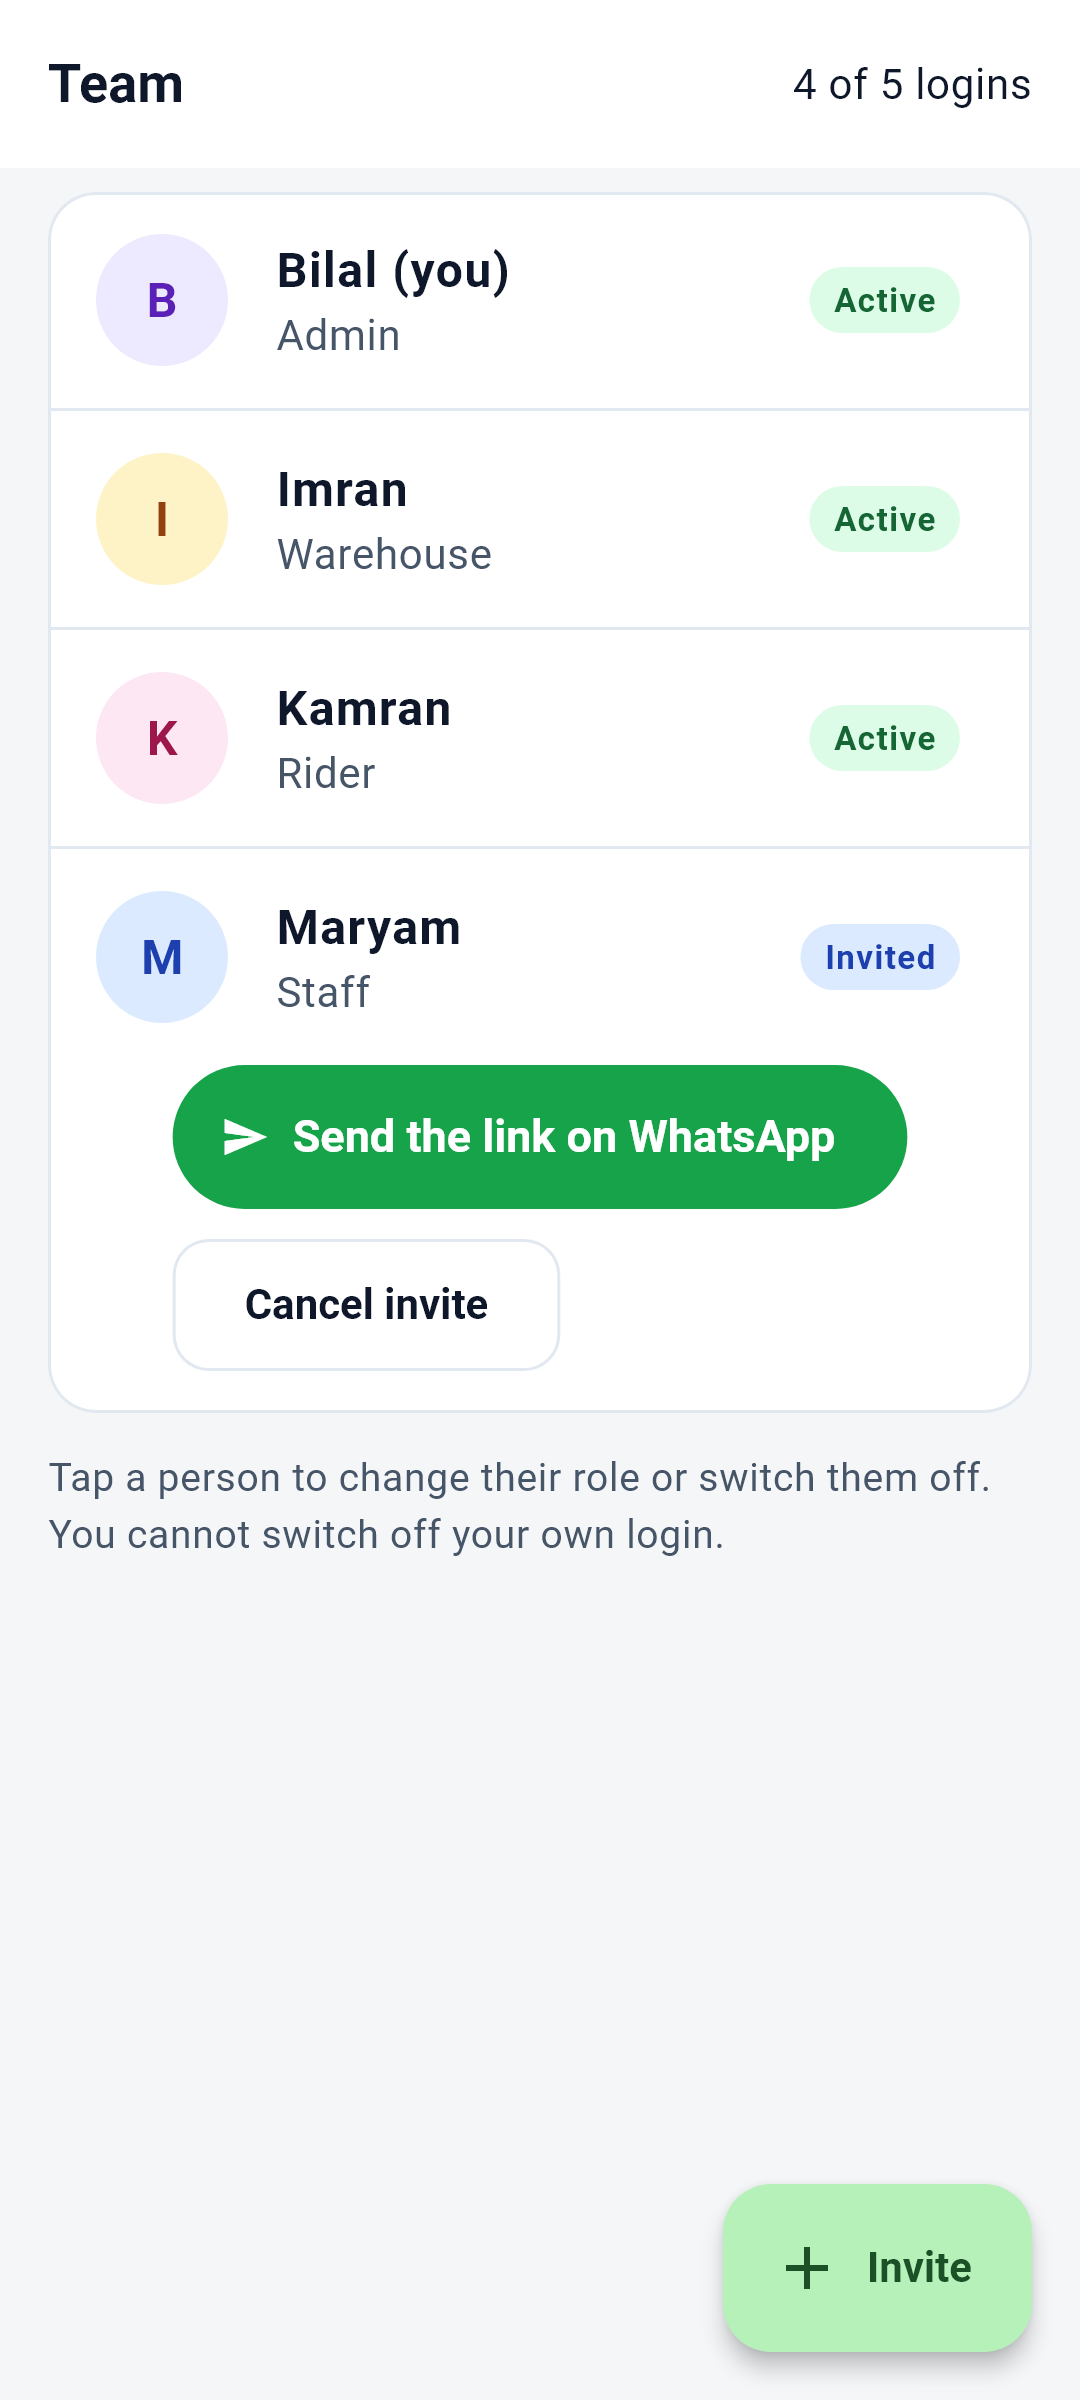 Team
4 of 5 logins
B
Bilal (you)
Admin
Active
I
Imran
Warehouse
Active
K
Kamran
Rider
Active
M
Maryam
Staff
Invited
Send the link on WhatsApp
Cancel invite
Tap a person to change their role or switch them off.
You cannot switch off your own login.
Invite